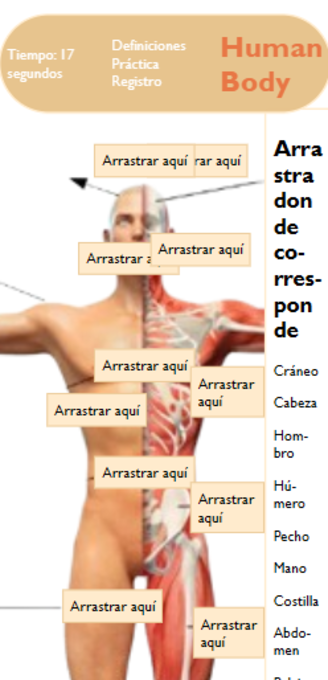 Tiempo: 17
segundos
Definiciones
Práctica
Registro
Human
Body
Arrastrar aquí
rar aquí
Arrastrar a
Arrastrar aquí
Arrastrar aquí
Arrastrar
aquí
Arrastrar aquí
Arrastrar aquí
Arrastrar
aquí
Arrastrar aquí
Arrastrar
aquí
Arra
stra
don
de
co-
rres-
pon
de
Cráneo
Cabeza
Hom-
bro
Hú-
mero
Pecho
Mano
Costilla
Abdo-
men